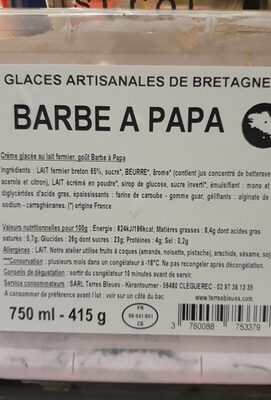 GLACES ARTISANALES DE BRETAGNE
BARBE A PAPA
Crème glacée au lait fermier, goût Barbe à Papa
Ingrédients : LAIT fermier breton 65%, sucre*, BEURRE*, arome* (contient jus concentré de betterave
acerola et citron), LAIT écrémé en poudre*, sirop de glucose, sucre inverti*, émulsifiant : mono et
diglycérides d'acide gras, épaississants : farine de caroube - gomme guar, gélifiants : alginate de
sodium - carraghénanes. (*) origine France
Valeurs nutritionnelles pour 100g : Energie : 824kJ/196kcal; Matières grasses : 8,4g dont acides gras
saturés : 5,7g; Glucides : 26g dont sucres : 23g; Protéines : 4g; Sel : 0,2g
Allergènes : LAIT. Notre atelier utilise fruits à coques (amande, noisette, pistache), arachide, sésame, soja
Conservation : plusieurs mois dans un congélateur à -18°C. Ne pas recongeler après décongélation.
Conseils de dégustation : sortir du congélateur 10 minutes avant de servir.
Service consommateurs : SARL Terres Bleues - Kérantourner - 56480 CLEGUEREC - 02 97 38 13 35
A consommer de préférence avant / lot : voir sur un côté du bac www.terresbleues.com
750 ml - 415 g
FR
56-041-501
CE
3 760088 753379